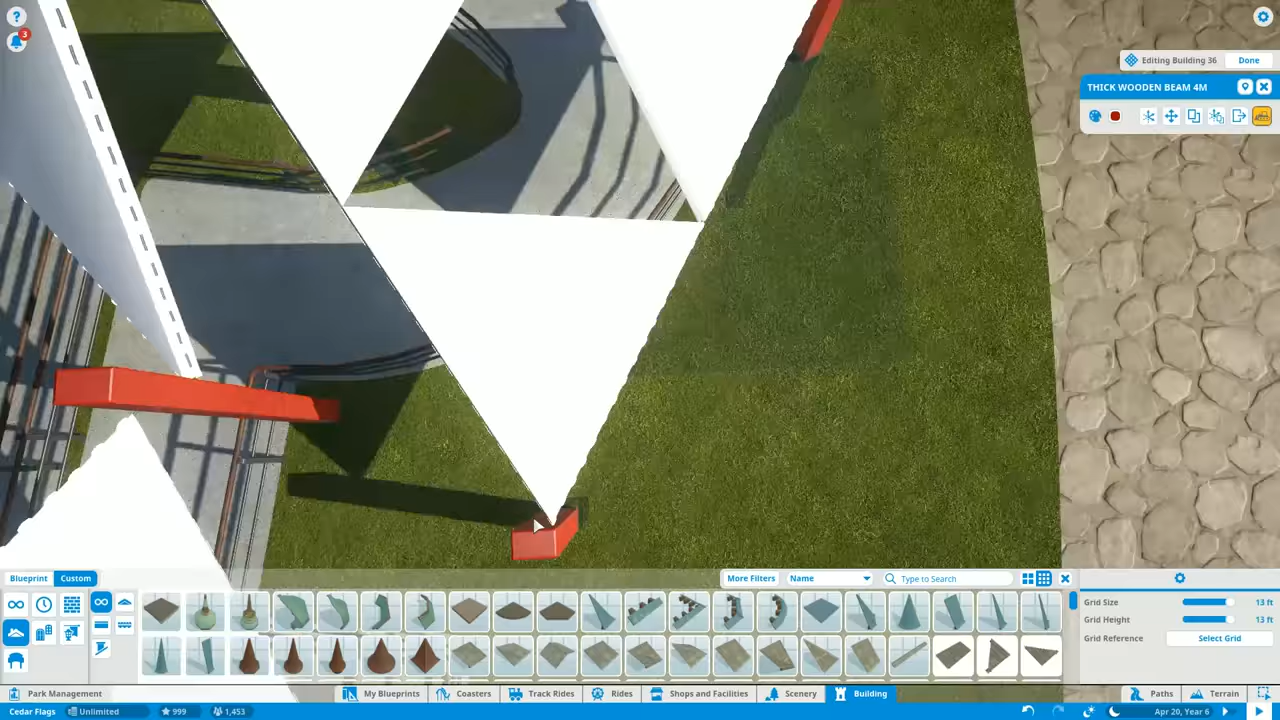 ?
3
Editing Building 36 Done
THICK WOODEN BEAM 4M
Blueprint Custom More Filters Name Type to Search
Grid Size 13 ft
Grid Height 13 ft
Grid Reference Select Grid
Park Management My Blueprints Coasters Track Rides Rides Shops and Facilities Scenery Building Paths Terrain
Cedar Flags Unlimited 999 1,453 Apr 20, Year 6